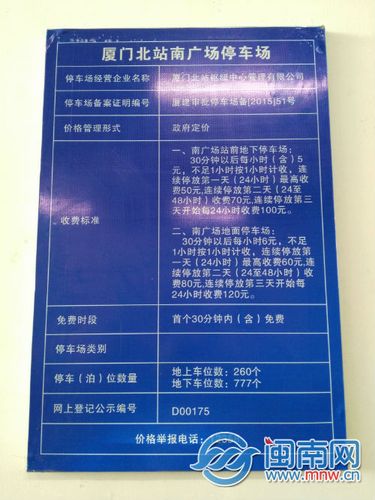 厦门北站南广场停车场
停车场经营企业名称 厦门北站枢纽中心管理有限公司
停车场备案证明编号 厦建审批停车场备[2015]51号
价格管理形式 政府定价
收费标准
一、南广场站前地下停车场:
30分钟以后每小时（含）5
元，不足1小时按1小时计收，连
续停放第一天（24小时）最高收
费50元,连续停放第二天（24至
48小时）收费70元，连续停放第三
天开始每24小时收费100元。
二、南广场地面停车场:
30分钟以后每小时6元，不足
1小时按1小时计收，连续停放第
一天（24小时）最高收费60元,连
续停放第二天（24至48小时）收
费80元,连续停放第三天开始每
24小时收费120元。
免费时段 首个30分钟内（含）免费
停车场类别
停车（泊）位数量 地上车位数：260个
地下车位数：777个
网上登记公示编号 D00175
价格举报电话：
闽南网
www.mnw.cn